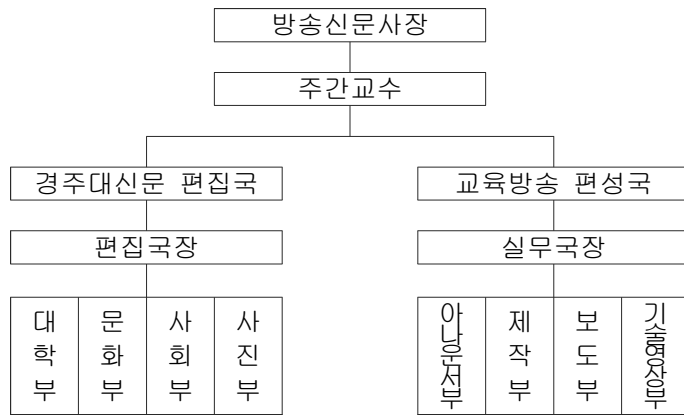 방송신문사장
주간교수
경주대신문 편집국
교육방송 편성국
편집국장
실무국장
대학부
문화부
사회부
사진부
아나운서부
제작부
보도부
기술영상부